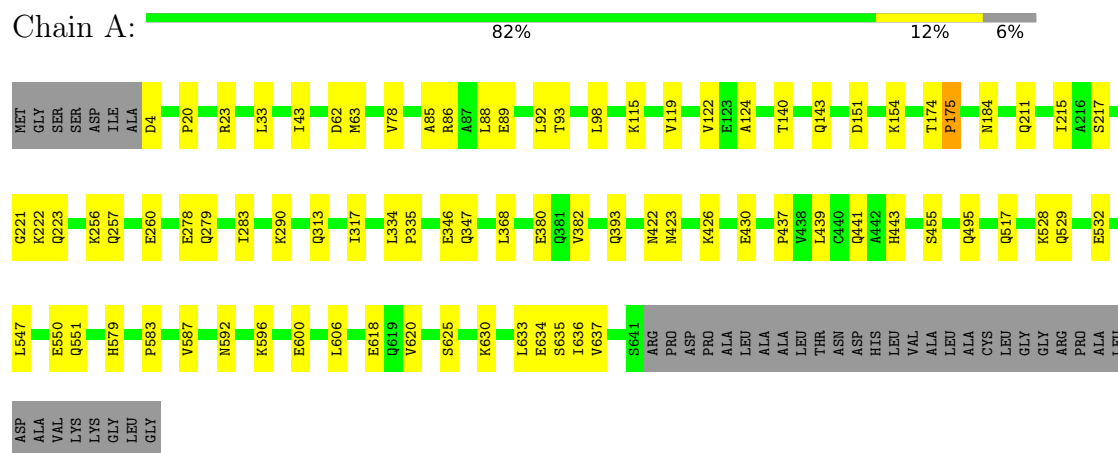 Chain A:
82% 12% 6%
MET GLY SER SER ASP ILE ALA D4 P20 R23 L33 I43 D62 M63 V78 A85 R86 A87 L88 E89 L92 T93 L98 K115 V119 V122 E123 A124 T140 Q143 D151 K154 T174 P175 N184 Q211 I215 A216 S217
G221 K222 Q223 K256 Q257 E260 E278 Q279 I283 K290 Q313 I317 L334 P335 E346 Q347 L368 E380 Q381 V382 Q393 N422 N423 K426 E430 P437 V438 L439 C440 Q441 A442 H443 S455 Q495 Q517 K528 Q529 E532
L547 E550 Q551 H579 P583 V587 N592 K596 E600 L606 E618 Q619 V620 S625 K630 L633 E634 S635 I636 V637 S641 ARG PRO ASP PRO ALA LEU ALA ALA LEU THR ASN ASP HIS LEU VAL ALA LEU ALA CYS LEU GLY GLY ARG PRO ALA LEU
ASP ALA VAL LYS LYS GLY LEU GLY